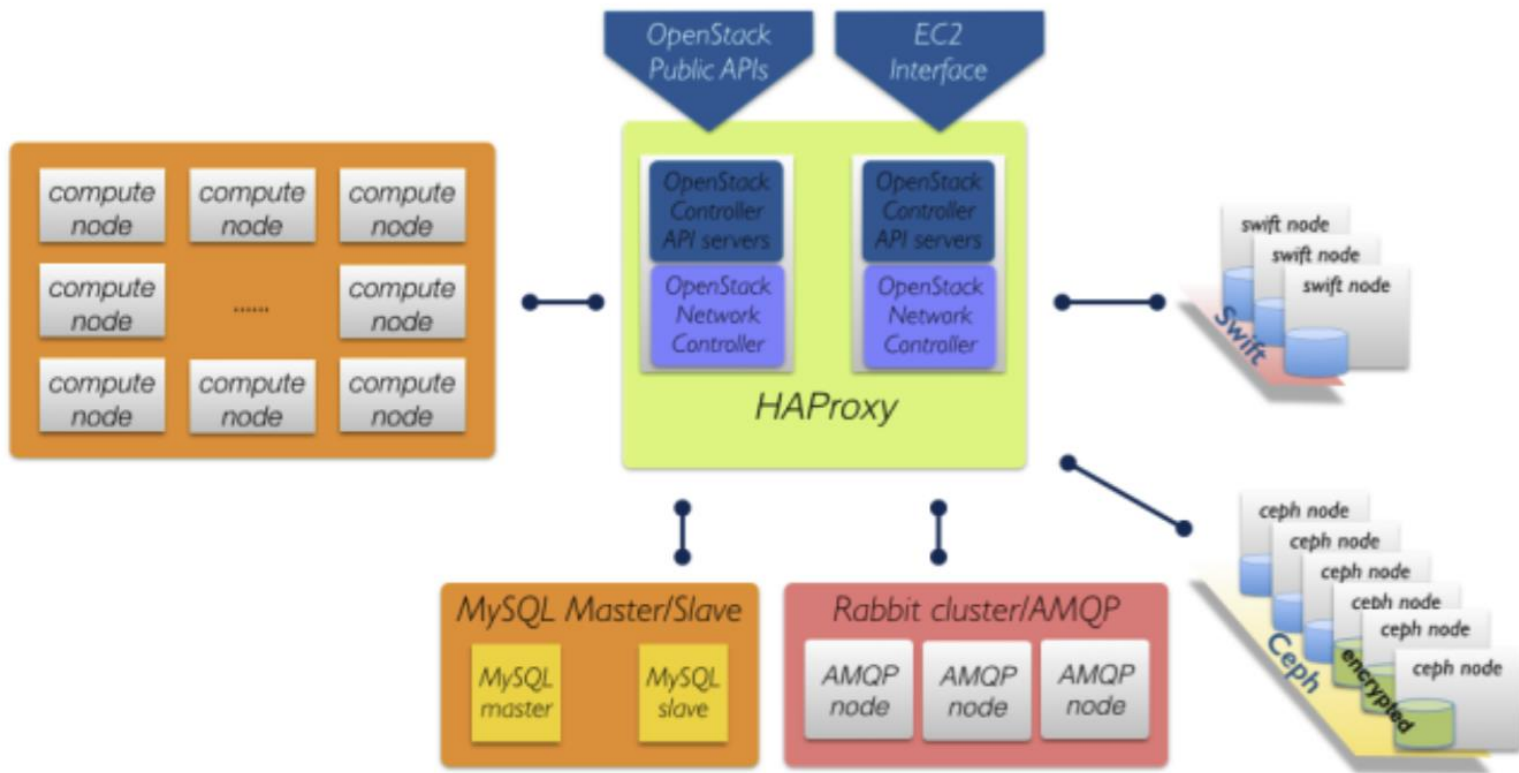 OpenStack
Public APIs
EC2
Interface
compute
node
compute
node
compute
node
compute
node
......
compute
node
compute
node
compute
node
compute
node
OpenStack
Controller
API servers
OpenStack
Network
Controller
OpenStack
Controller
API servers
OpenStack
Network
Controller
HAProxy
swift node
swift node
swift node
Swift
MySQL Master/Slave
MySQL
master
MySQL
slave
Rabbit cluster/AMQP
AMQP
node
AMQP
node
AMQP
node
ceph node
ceph node
ceph node
ceph node
ceph node
ceph node
Ceph
encrypted